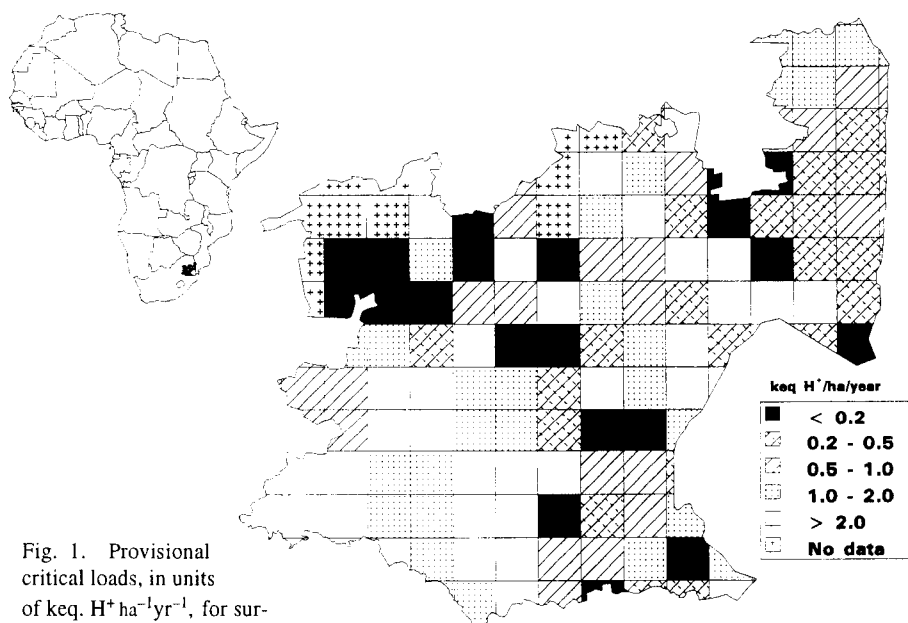 keq H⁺/ha/year
< 0.2
0.2 - 0.5
0.5 - 1.0
1.0 - 2.0
> 2.0
No data
Fig. 1. Provisional
critical loads, in units
of keq. H⁺ ha⁻¹yr⁻¹, for sur-